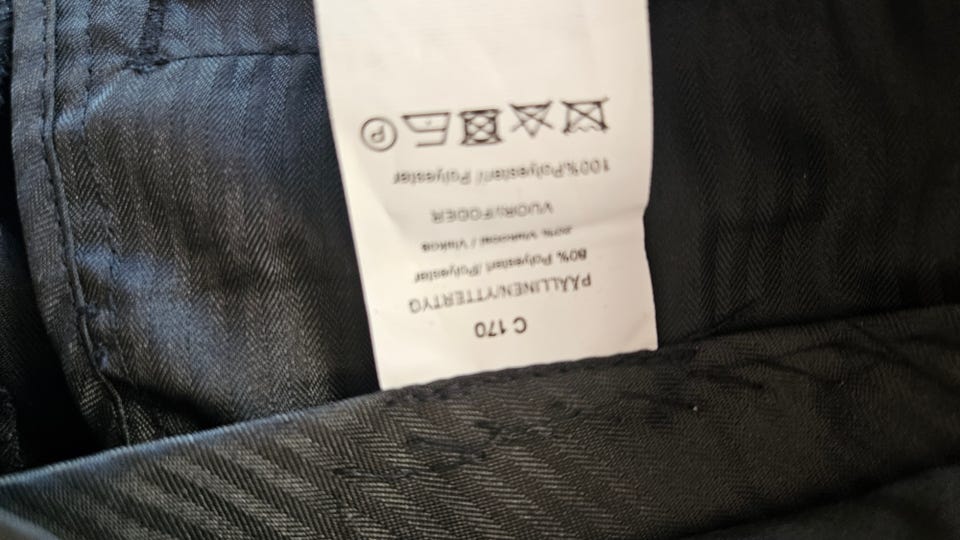 C 170
PÄÄLLINEN/YTTERTYG
80% Polyesteri /Polyester
20% Viskoosi / Viskos
VUORI/FODER
100% Polyesteri/ Polyester
P